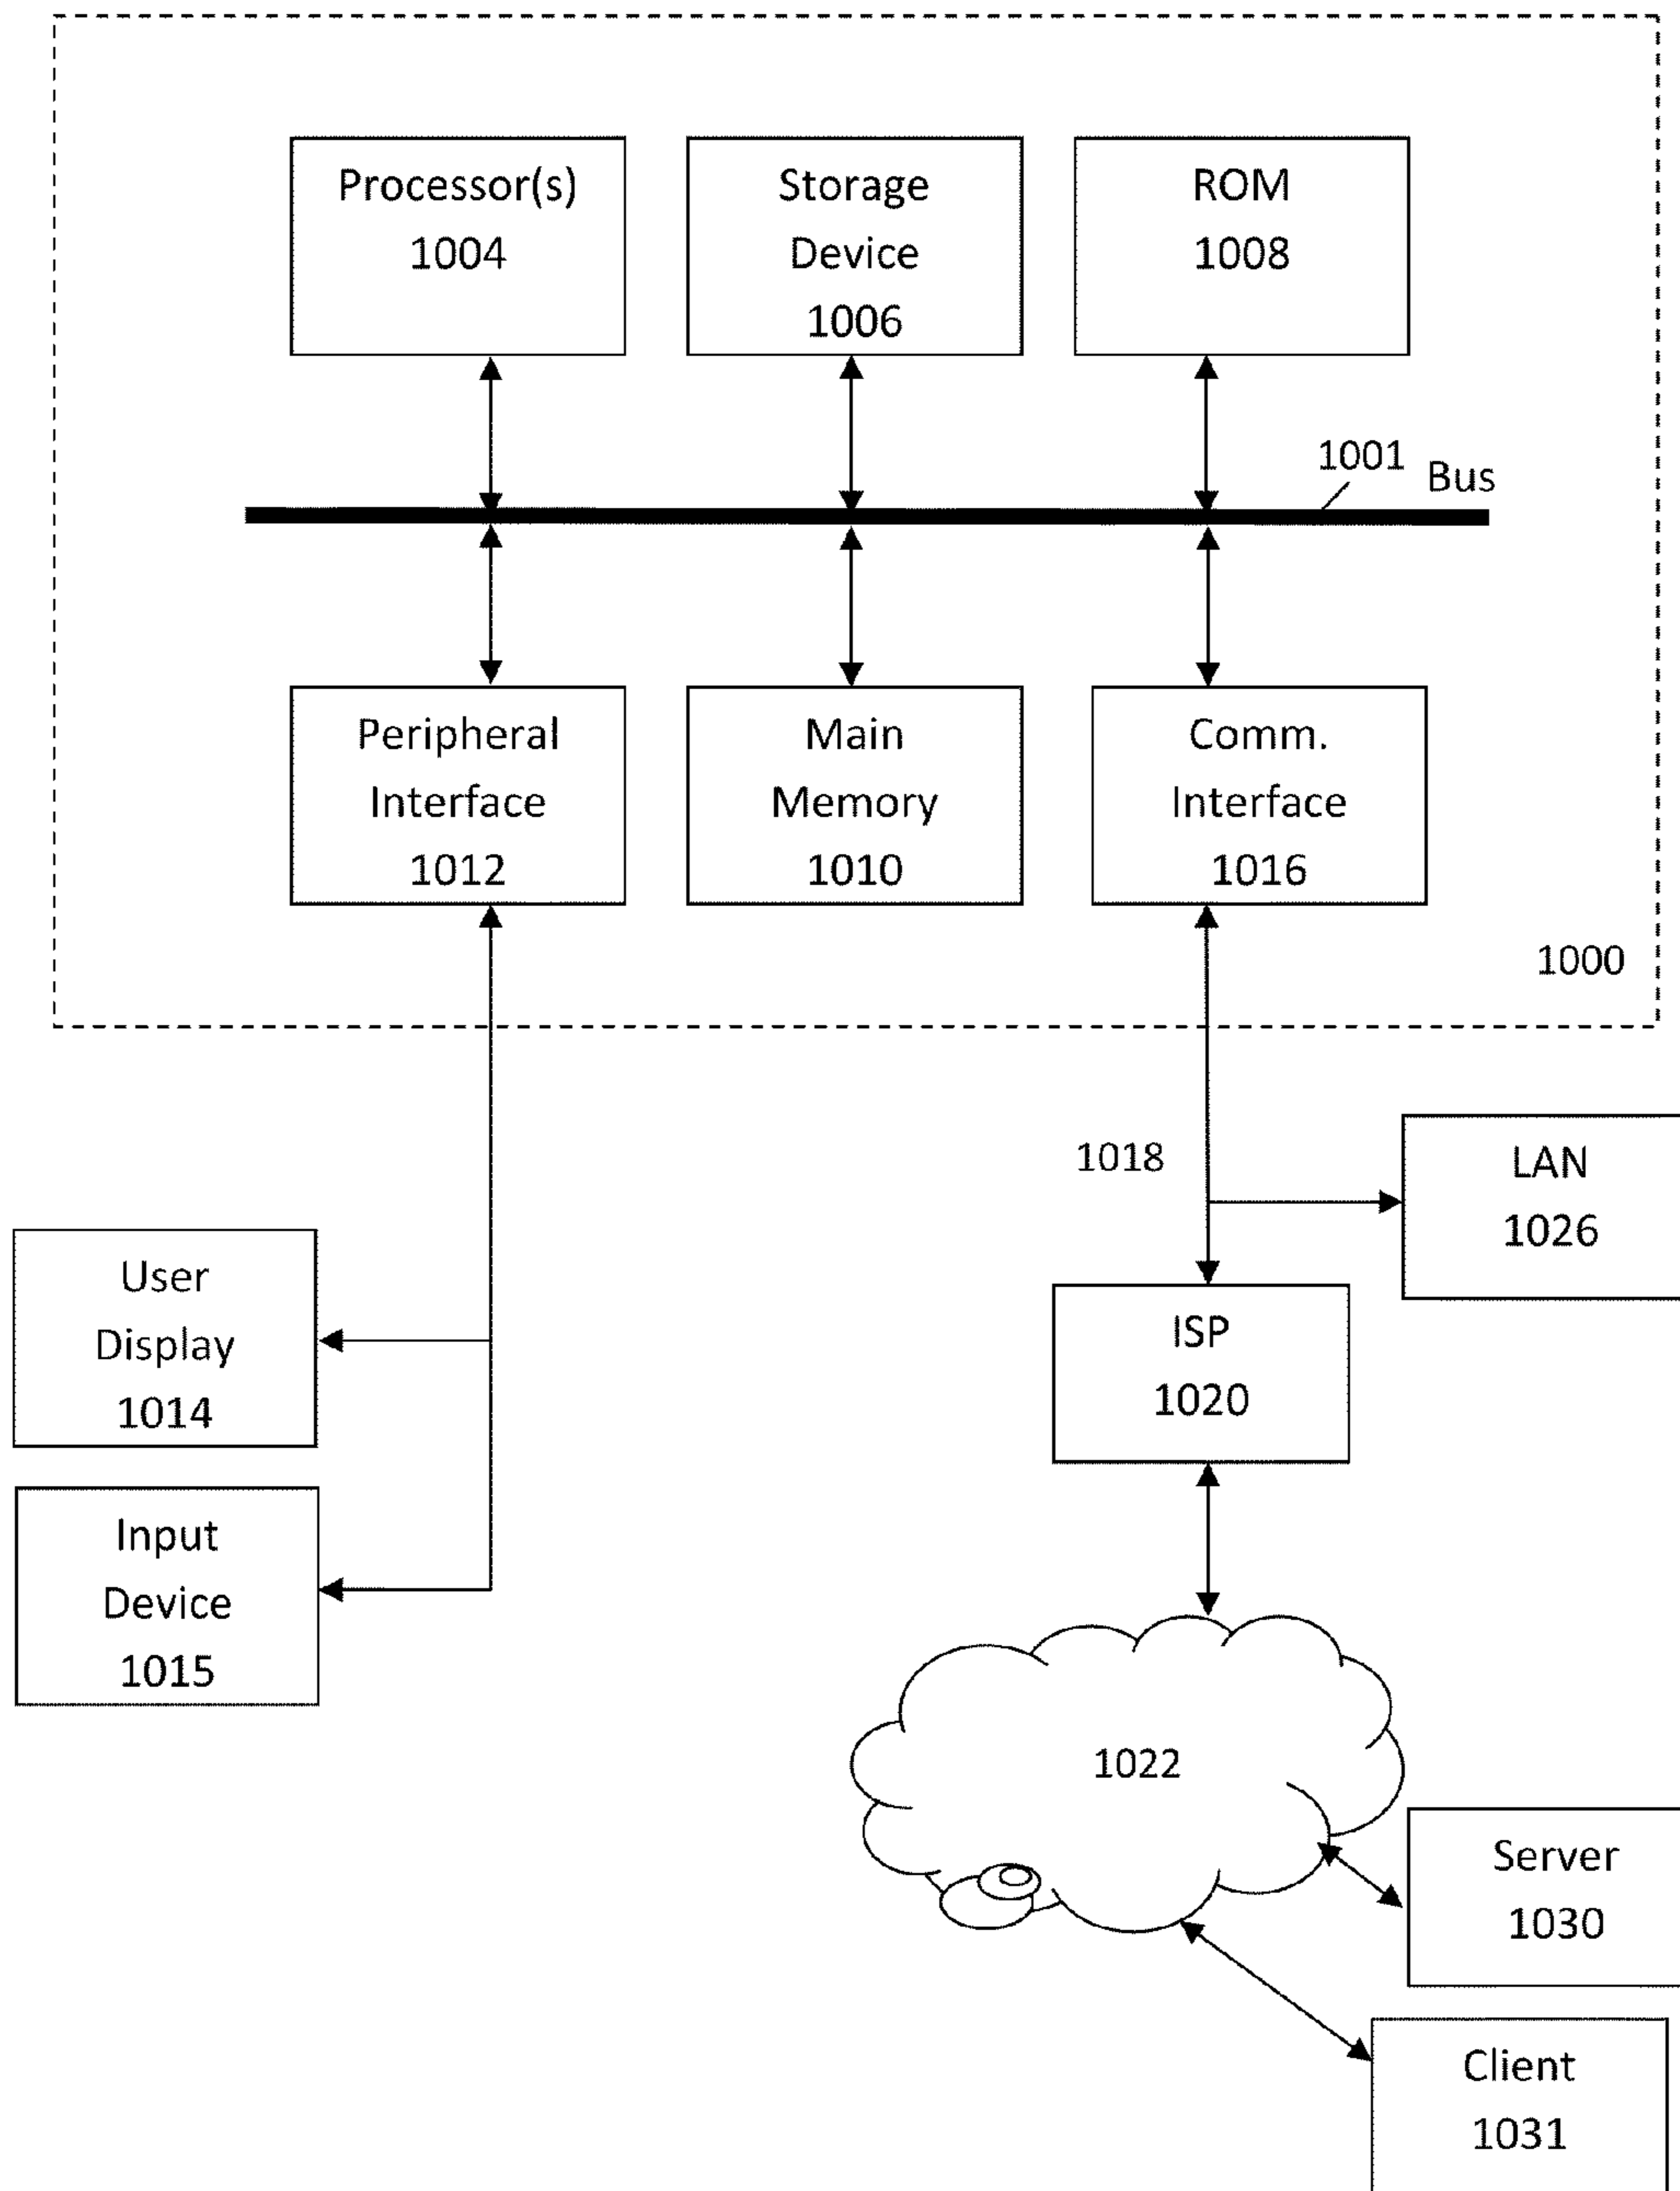 Processor(s)
1004
Storage
Device
1006
ROM
1008
1001
Bus
Peripheral
Interface
1012
Main
Memory
1010
Comm.
Interface
1016
1000
1018
LAN
1026
User
Display
1014
ISP
1020
Input
Device
1015
1022
Server
1030
Client
1031